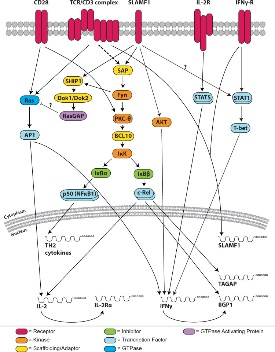 CD28 TCR/CD3 complex SLAMF1 IL-2R IFNγ-R
SAP
?
SHIP1
Ras Dok1/Dok2 Fyn STAT5 STAT1
?
RasGAP PKC-θ AKT
AP1 BCL10 T-bet
IκK
IκBα IκBβ
p50 (NFκB1) c-Rel
Cytoplasm
Nucleus
TH2
cytokines
SLAMF1
TAGAP
IL-2 IL-2Rα IFNγ IIGP1
= Receptor = Inhibitor = GTPase Activating Protein
= Kinase = Transcription Factor
= Scaffolding/Adaptor = GTPase